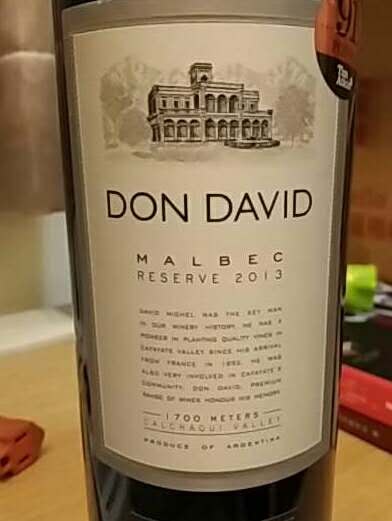 91
DON DAVID
MALBEC
RESERVE 2013
DAVID MICHEL WAS THE KEY MAN
IN OUR WINERY HISTORY. HE WAS A
PIONEER IN PLANTING QUALITY VINES IN
CAFAYATE VALLEY SINCE HIS ARRIVAL
FROM FRANCE IN 1892. HE WAS
ALSO VERY INVOLVED IN CAFAYATE'S
COMMUNITY. DON DAVID, PREMIUM
RANGE OF WINES HONOUR HIS MEMORY.
1700 METERS
CALCHAQUI VALLEY
PRODUCE OF ARGENTINA